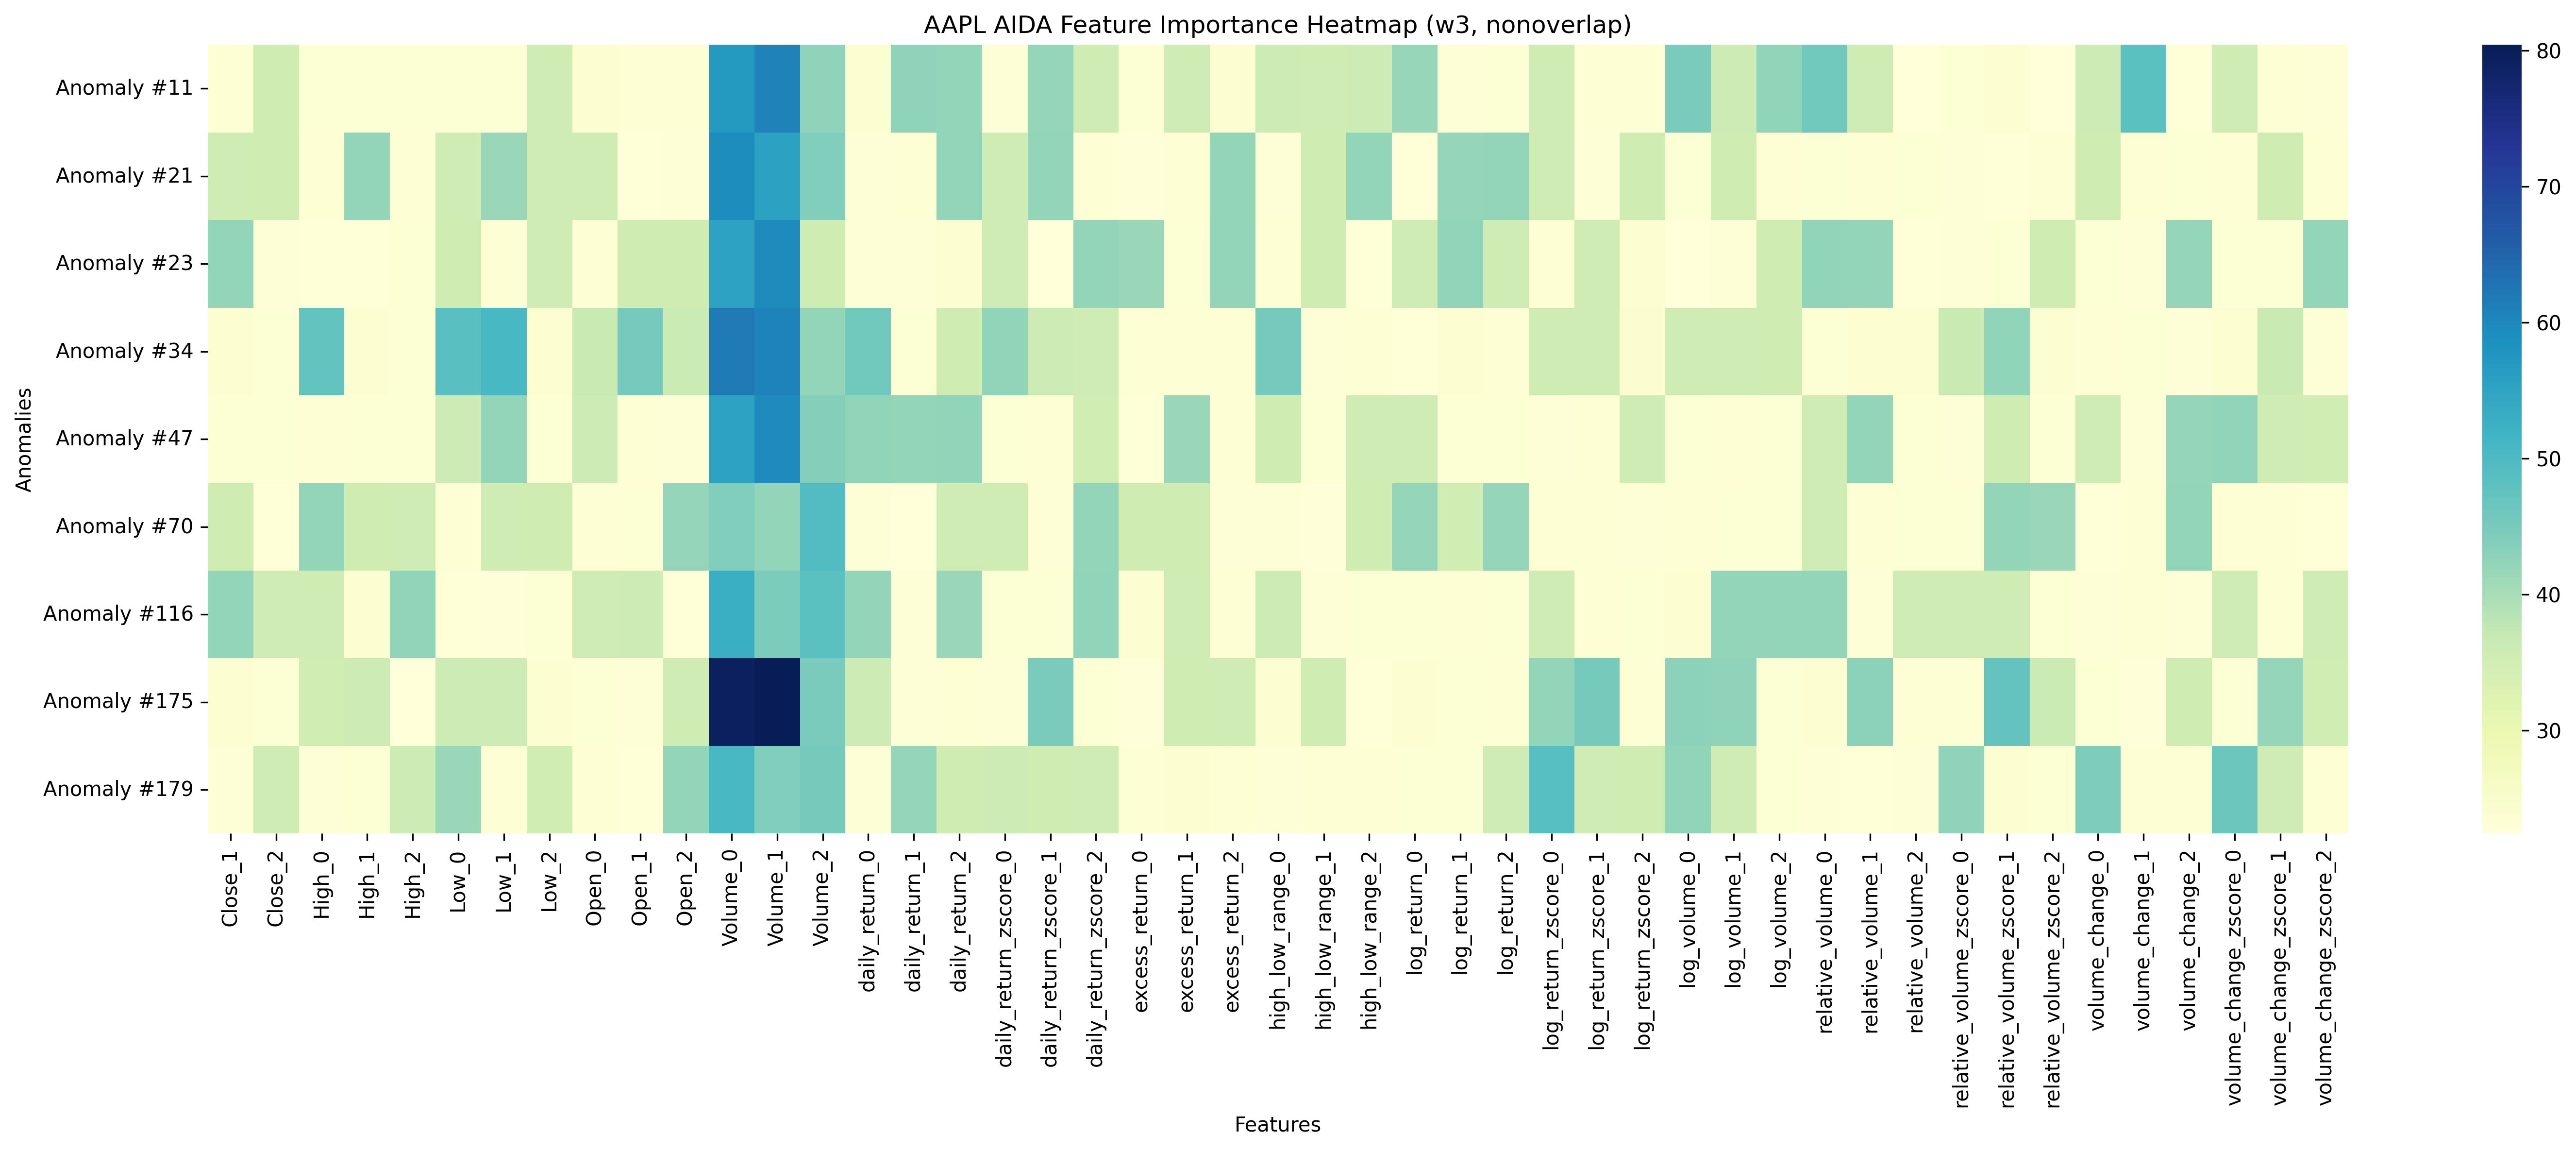 AAPL AIDA Feature Importance Heatmap (w3, nonoverlap)
Anomalies
Anomaly #11
Anomaly #21
Anomaly #23
Anomaly #34
Anomaly #47
Anomaly #70
Anomaly #116
Anomaly #175
Anomaly #179
80
70
60
50
40
30
Close_1
Close_2
High_0
High_1
High_2
Low_0
Low_1
Low_2
Open_0
Open_1
Open_2
Volume_0
Volume_1
Volume_2
daily_return_0
daily_return_1
daily_return_2
daily_return_zscore_0
daily_return_zscore_1
daily_return_zscore_2
excess_return_0
excess_return_1
excess_return_2
high_low_range_0
high_low_range_1
high_low_range_2
log_return_0
log_return_1
log_return_2
log_return_zscore_0
log_return_zscore_1
log_return_zscore_2
log_volume_0
log_volume_1
log_volume_2
relative_volume_0
relative_volume_1
relative_volume_2
relative_volume_zscore_0
relative_volume_zscore_1
relative_volume_zscore_2
volume_change_0
volume_change_1
volume_change_2
volume_change_zscore_0
volume_change_zscore_1
volume_change_zscore_2
Features